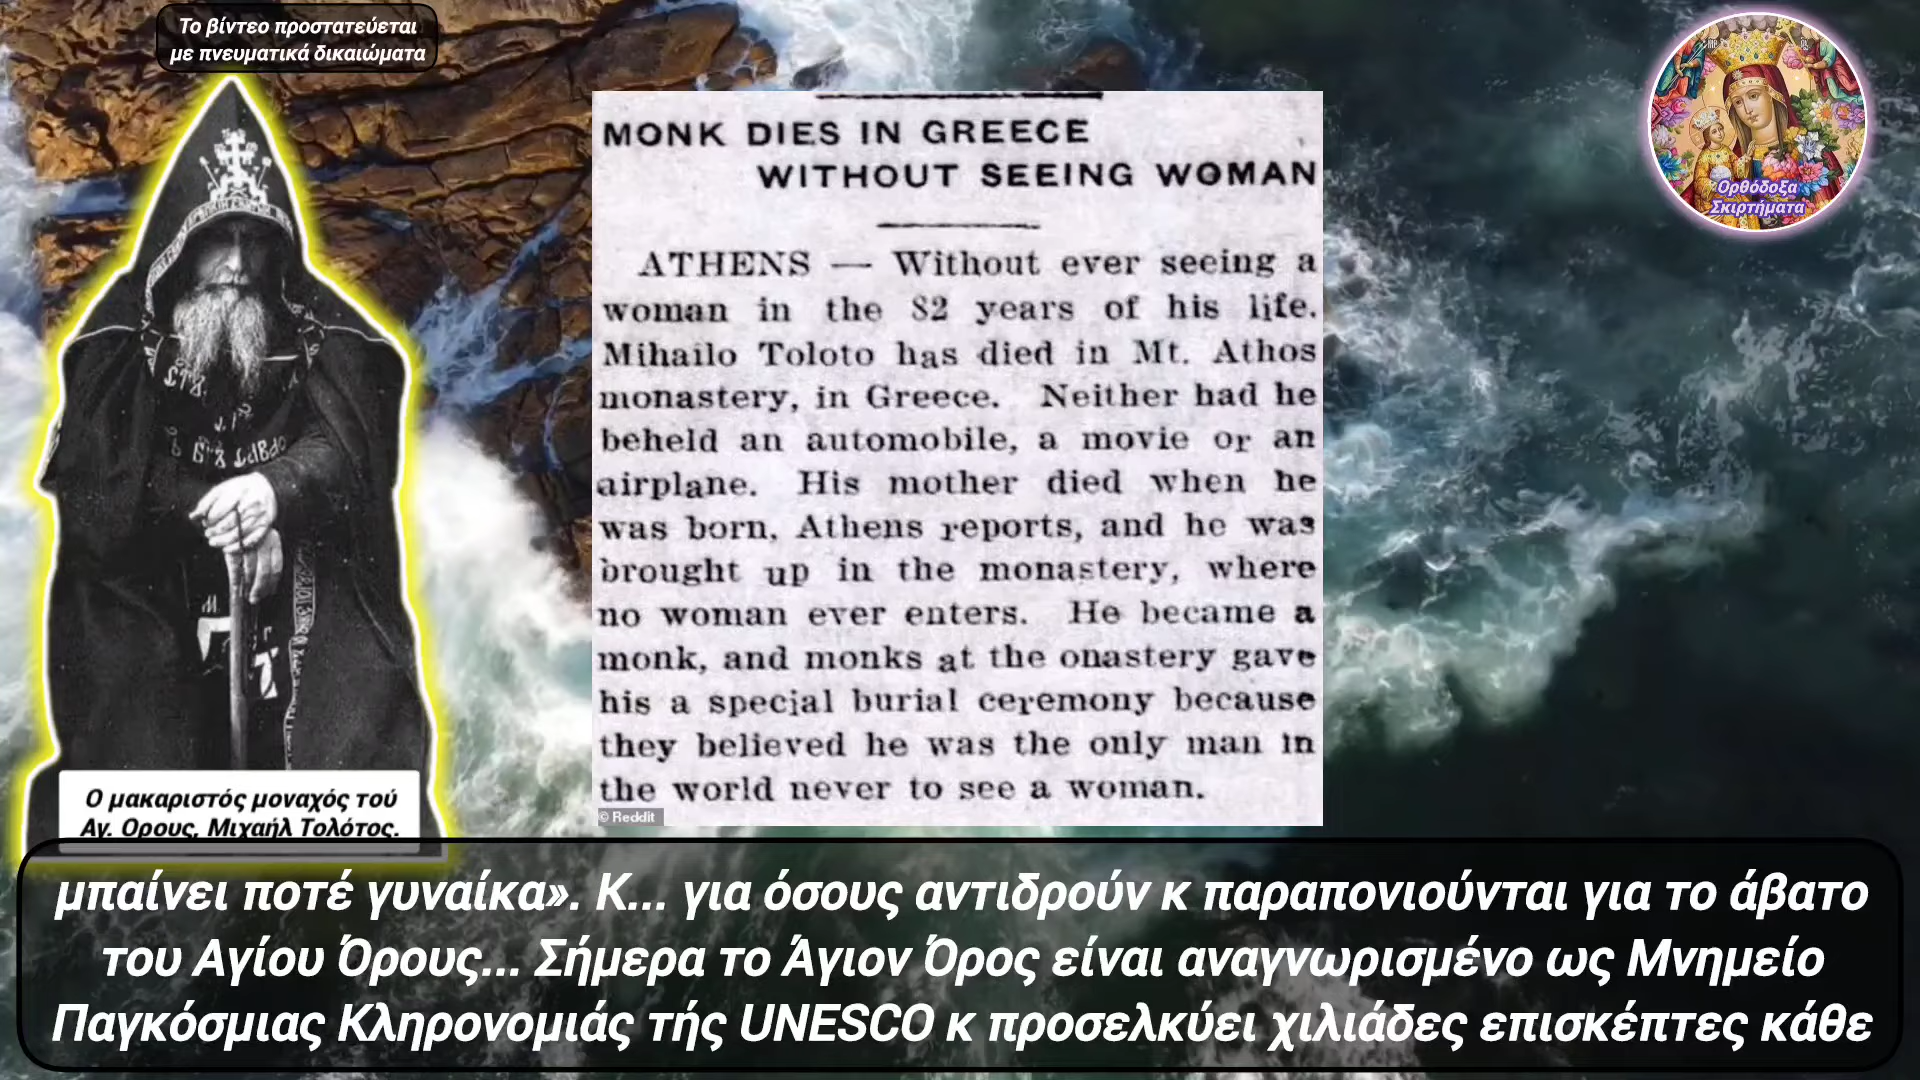 Το βίντεο προστατεύεται
με πνευματικά δικαιώματα
MONK DIES IN GREECE
WITHOUT SEEING WOMAN
ATHENS — Without ever seeing a
woman in the 82 years of his life.
Mihailo Toloto has died in Mt. Athos
monastery, in Greece. Neither had he
beheld an automobile, a movie or an
airplane. His mother died when he
was born, Athens reports, and he was
brought up in the monastery, where
no woman ever enters. He became a
monk, and monks at the onastery gave
his a special burial ceremony because
they believed he was the only man in
the world never to see a woman.
© Reddit
Ορθόδοξα
Σκιρτήματα
Ο μακαριστός μοναχός τού
Αγ. Ορους, Μιχαήλ Τολότος.
μπαίνει ποτέ γυναίκα». Κ... για όσους αντιδρούν κ παραπονιούνται για το άβατο
του Αγίου Όρους... Σήμερα το Άγιον Όρος είναι αναγνωρισμένο ως Μνημείο
Παγκόσμιας Κληρονομιάς τής UNESCO κ προσελκύει χιλιάδες επισκέπτες κάθε